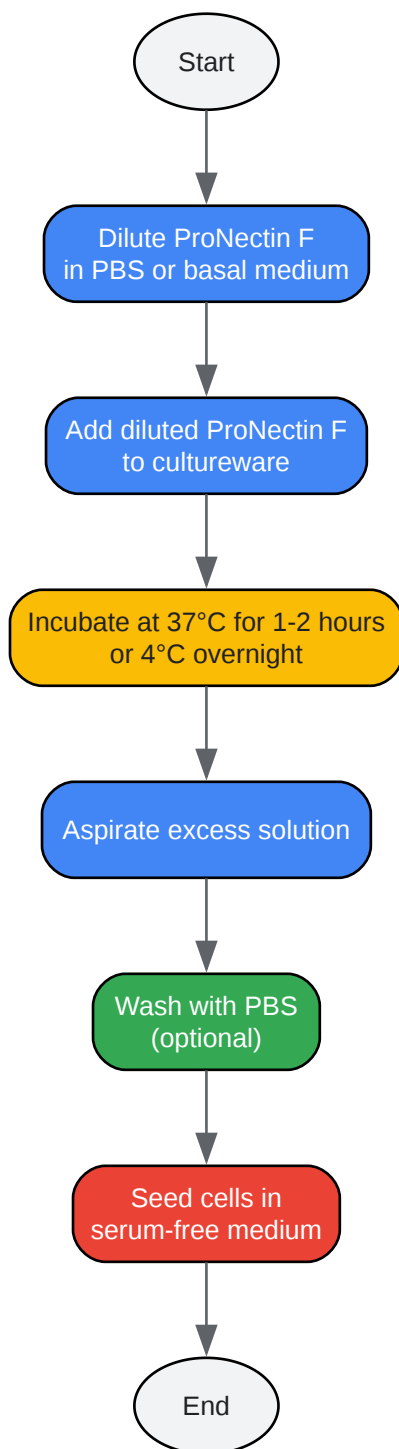 Start
Dilute ProNectin F
in PBS or basal medium
Add diluted ProNectin F
to cultureware
Incubate at 37°C for 1-2 hours
or 4°C overnight
Aspirate excess solution
Wash with PBS
(optional)
Seed cells in
serum-free medium
End